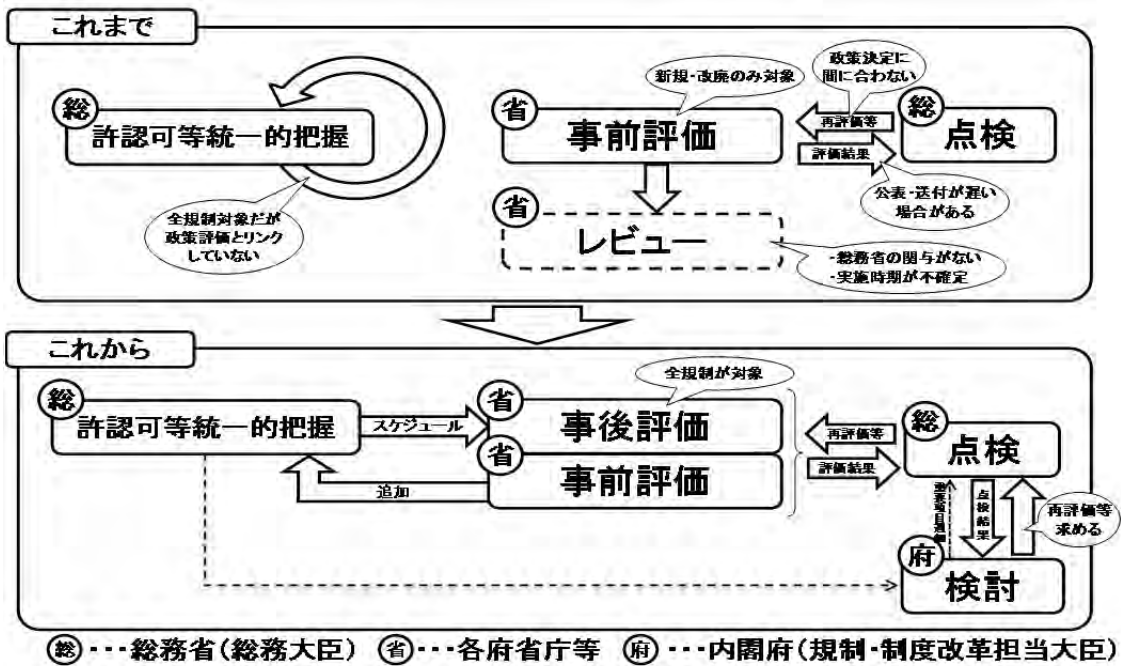 これまで
新規・改廃のみ対象
政策決定に
間に合わない
総
許認可等統一的把握
省
事前評価
再評価等
評価結果
総
点検
全規制対象だが
政策評価とリンク
していない
省
レビュー
公表・送付が遅い
場合がある
・総務省の関与がない
・実施時期が不確定
これから
全規制が対象
総
許認可等統一的把握
スケジュール
省
事後評価
省
事前評価
追加
再評価等
評価結果
総
点検
点検結果
再評価等
求める
府
検討
総・・・総務省(総務大臣) 省・・・各府省庁等 府・・・内閣府(規制・制度改革担当大臣)